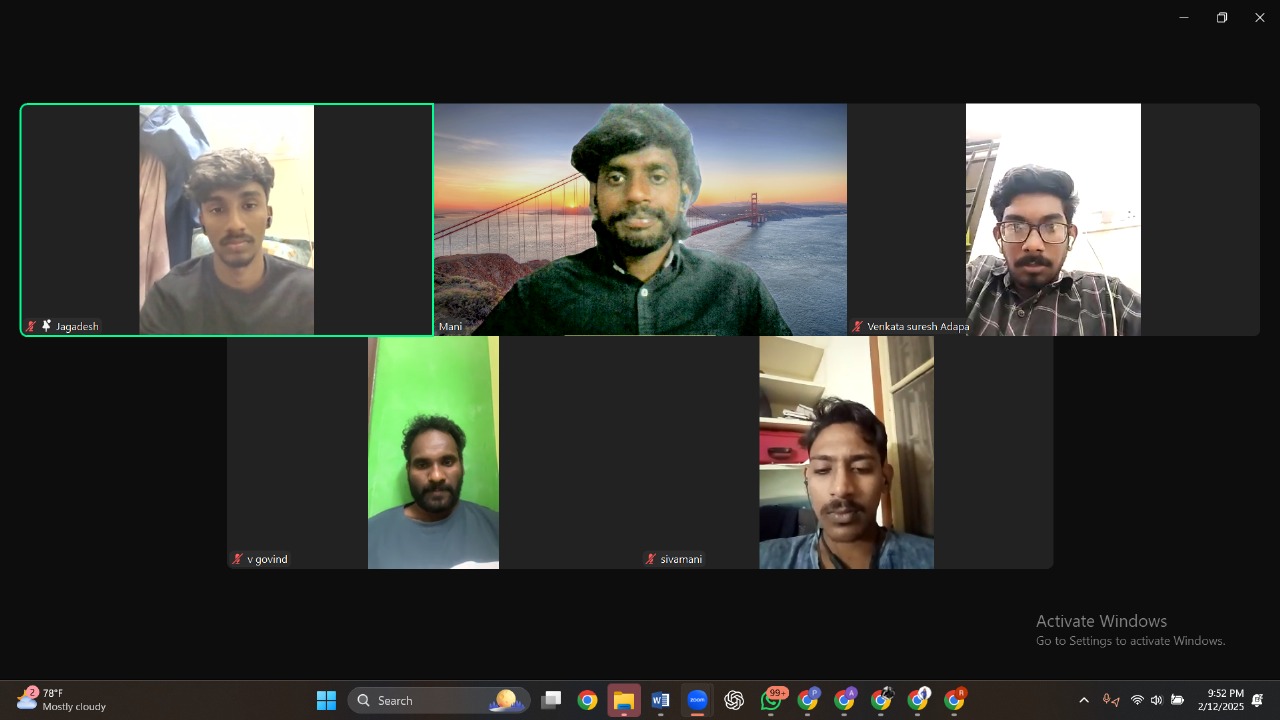 Jagadesh
Mani
Venkata suresh Adapa
v govind
sivamani
Activate Windows
Go to Settings to activate Windows.
2
78°F
Mostly cloudy
Search
W
zoom
99+
P
A
R
9:52 PM
2/12/2025